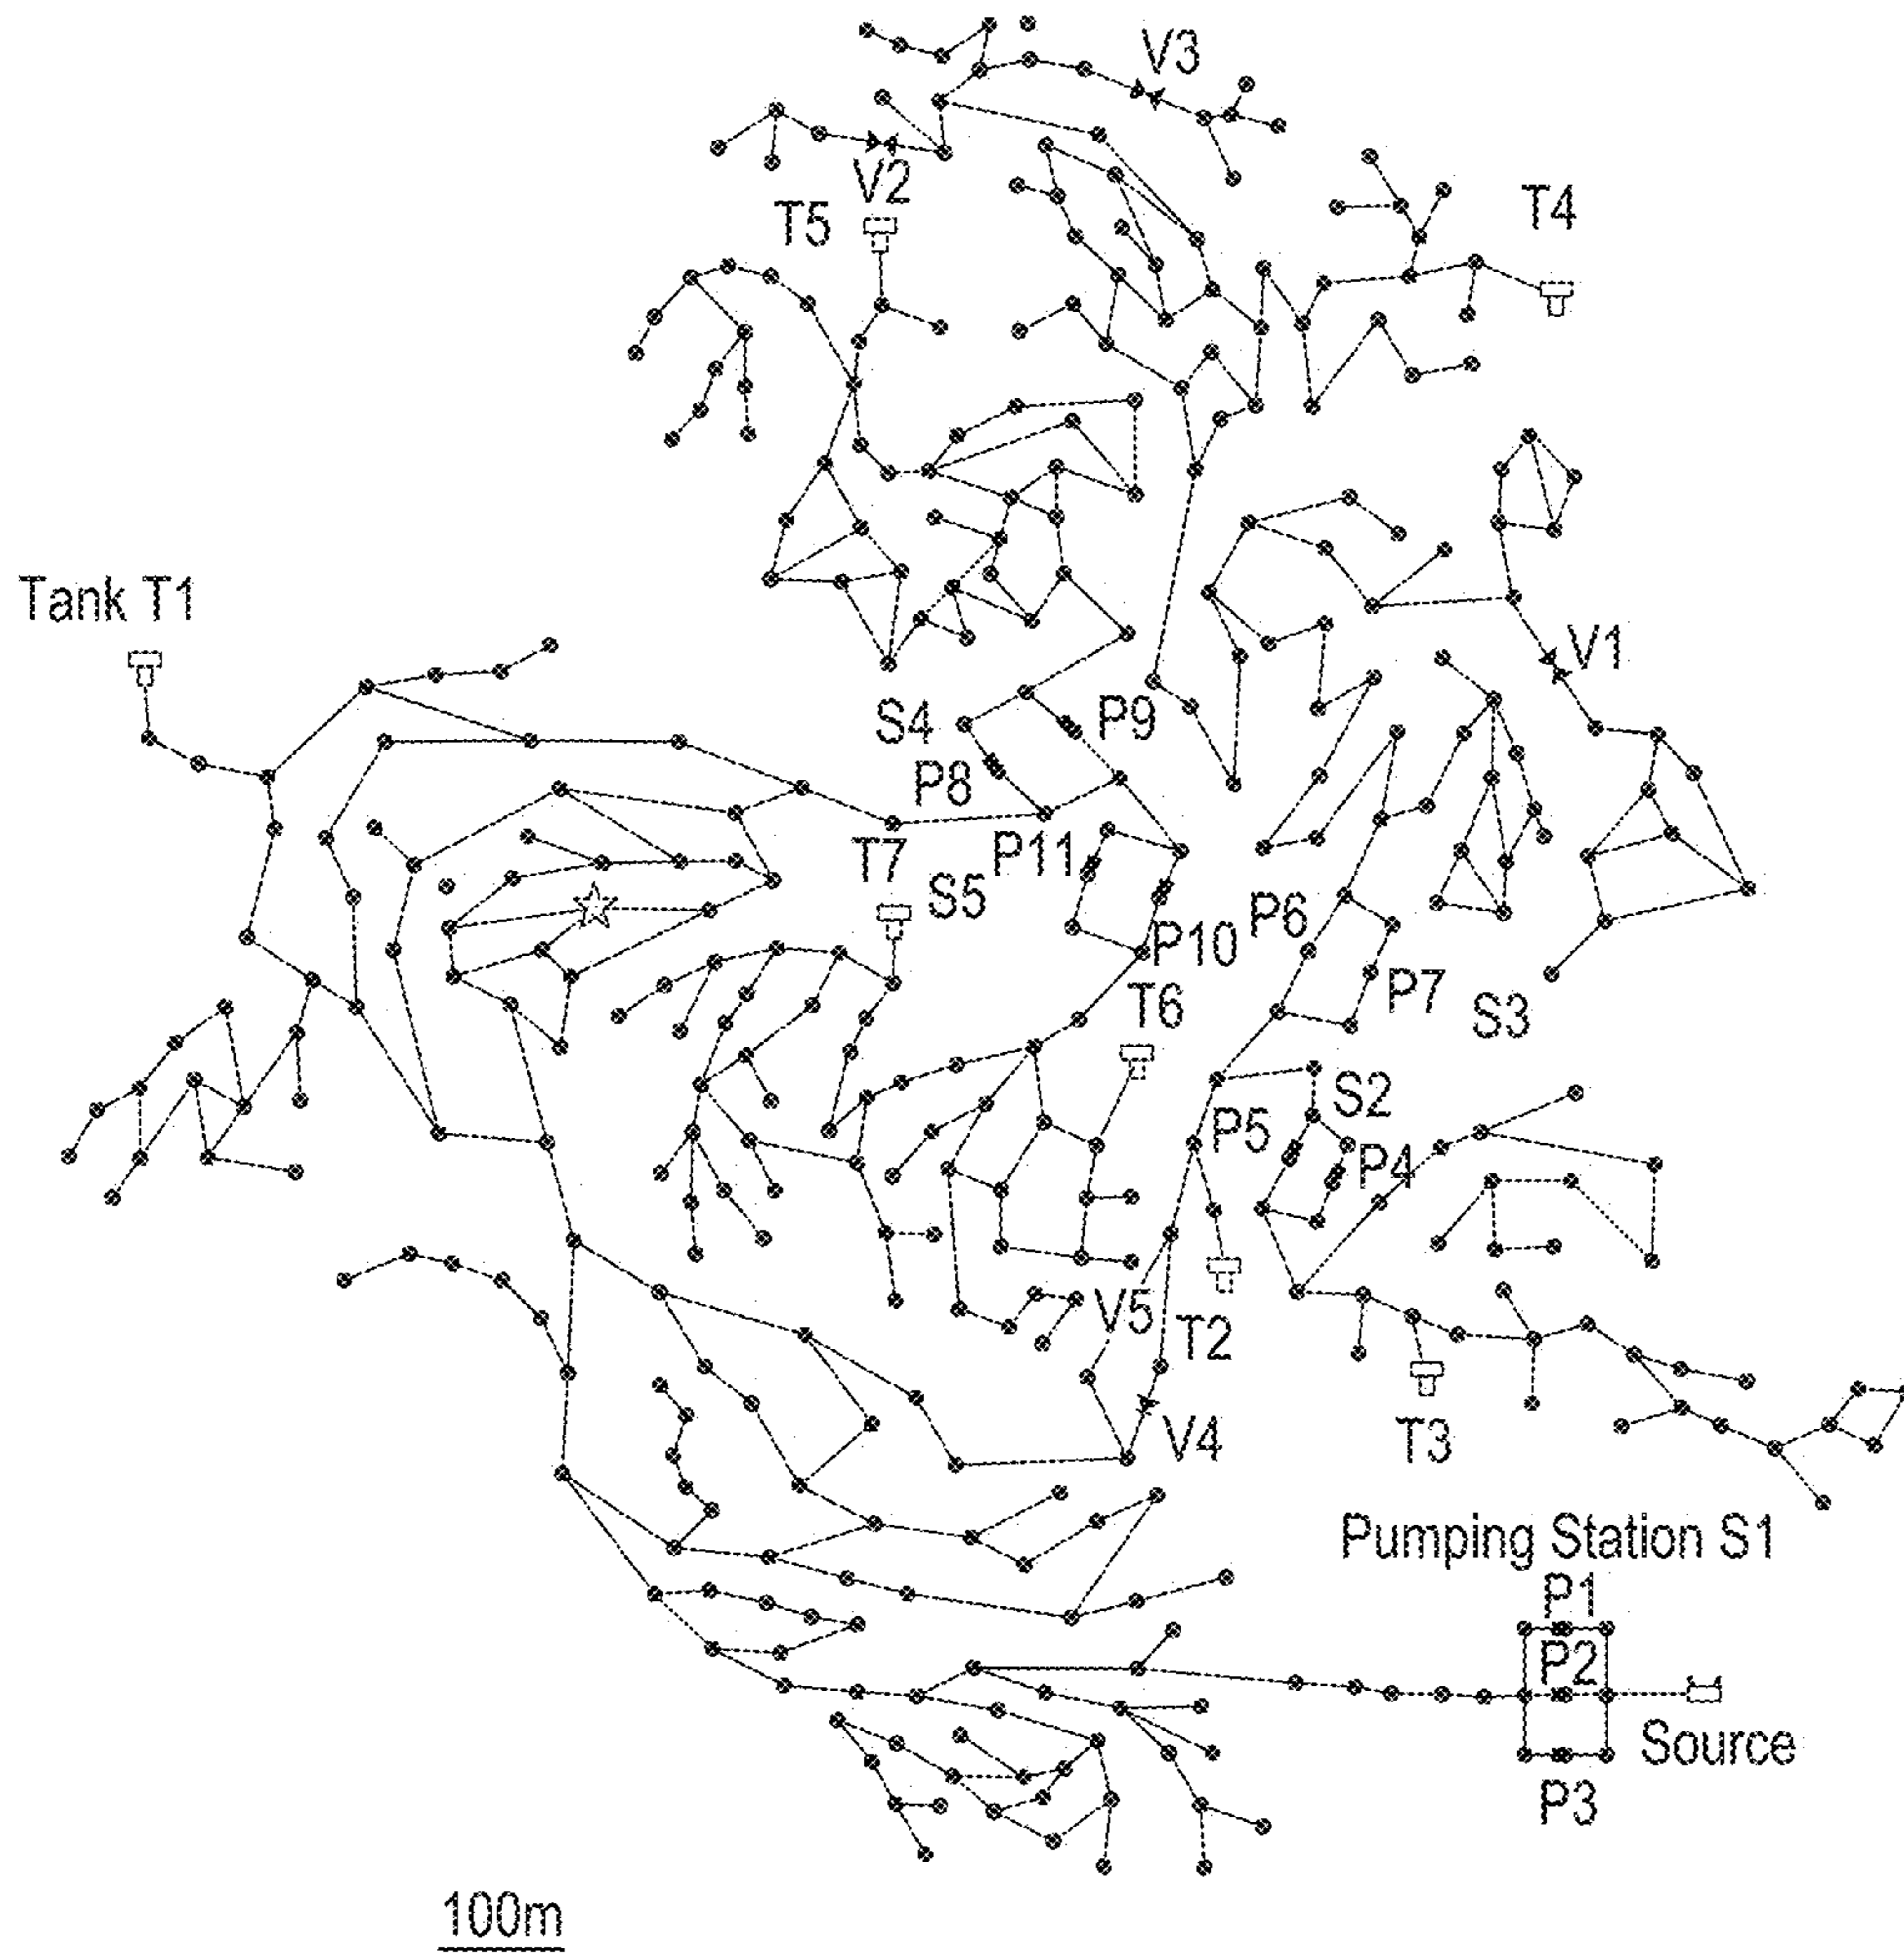 V3
V2
T5
T4
Tank T1
V1
S4
P9
P8
T7
P11
S5
P6
P10
P7
T6
S3
S2
P5
P4
V5
T2
T3
V4
Pumping Station S1
P1
P2
Source
P3
100m